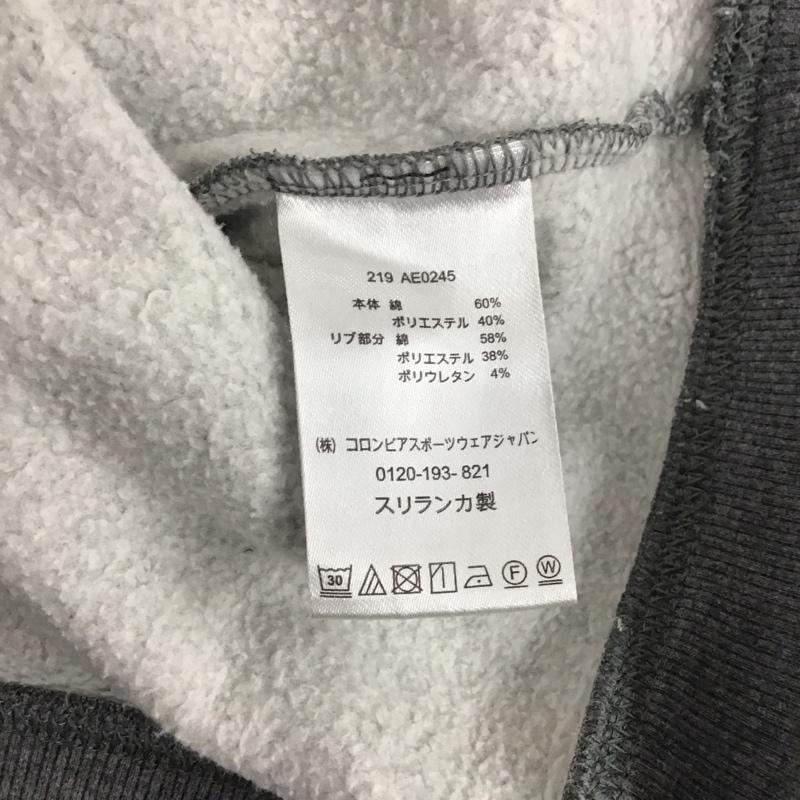 219 AE0245
本体 綿 60%
ポリエステル 40%
リブ部分 綿 58%
ポリエステル 38%
ポリウレタン 4%
(株) コロンビアスポーツウェアジャパン
0120-193-821
スリランカ製
30 F W